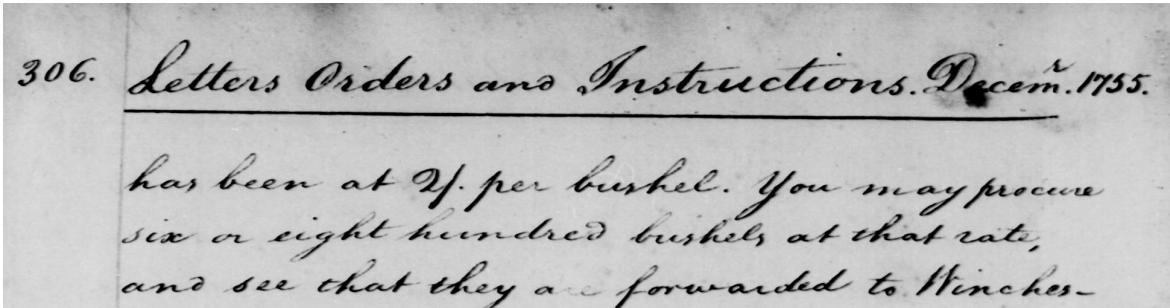 306. Letters Orders and Instructions. Decemr. 1755.
has been at 2/. per bushel. You may procure
six or eight hundred bushels at that rate,
and see that they are forwarded to Winches-